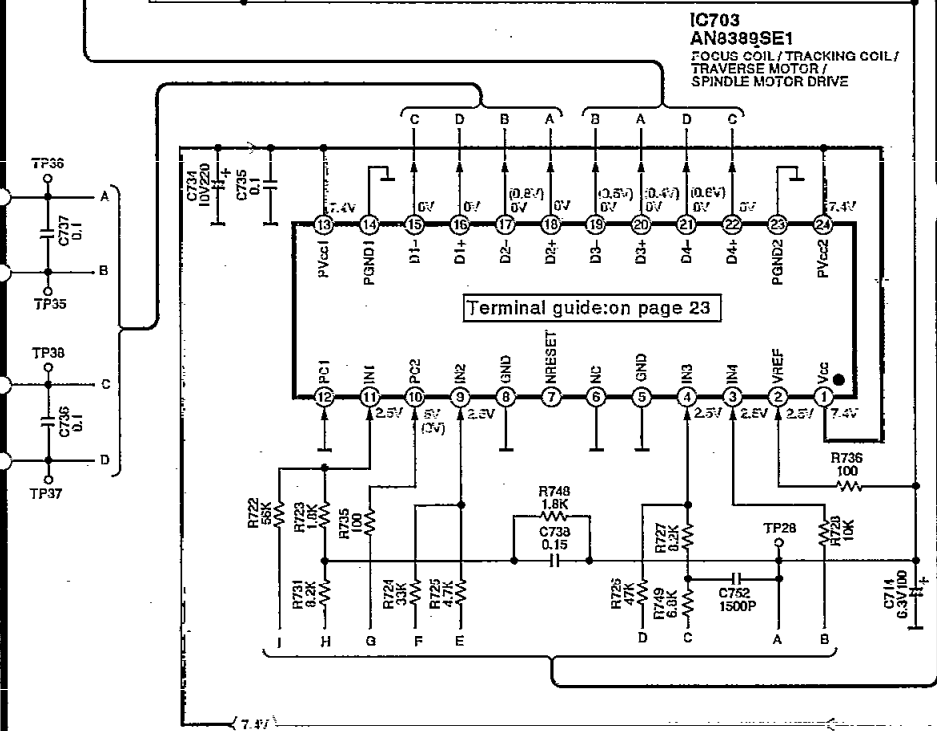 IC703
AN8389SE1
FOCUS COIL / TRACKING COIL /
TRAVERSE MOTOR /
SPINDLE MOTOR DRIVE
C D B A B A D C
TP36
A
C737
0.1
B
TP35
TP38
C
C736
0.1
D
TP37
C734
10V220
+
C735
0.1
7.4V 0V 0V (0.8V) 0V 0V (0.5V) 0V (0.4V) 0V (0.6V) 0V 0V 7.4V
13 14 15 16 17 18 19 20 21 22 23 24
PVcc1 PGND1 D1- D1+ D2- D2+ D3- D3+ D4- D4+ PGND2 PVcc2
Terminal guide:on page 23
PC1 IN1 PC2 IN2 GND NRESET NC GND IN3 IN4 VREF Vcc
12 11 10 9 8 7 6 5 4 3 2 1
2.5V 5V (0V) 2.5V 2.5V 2.5V 2.5V 7.4V
R736
100
R722
56K
R723
1.8K
R735
100
R748
1.8K
C738
0.15
R727
8.2K
TP28
R728
10K
R731
8.2K
R724
33K
R725
4.7K
R726
47K
R749
6.8K
C752
1500P
C714
6.3V100
+
I H G F E D C A B
7.4V